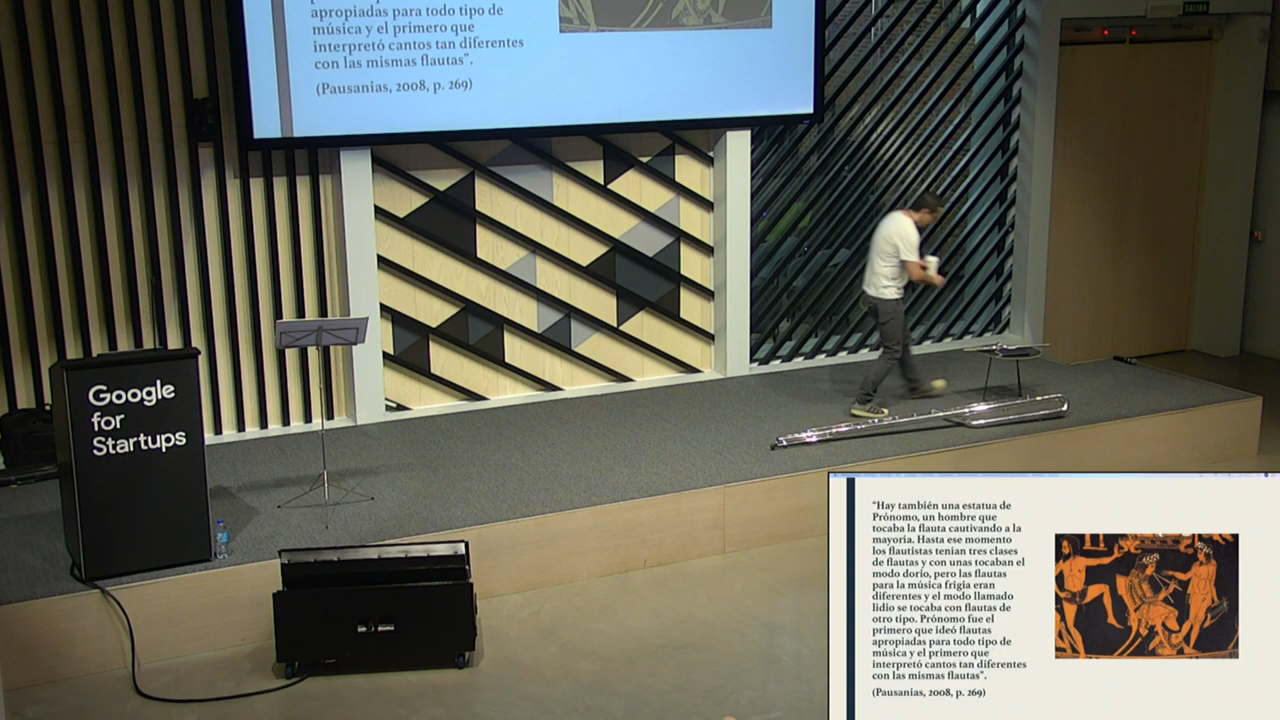 apropiadas para todo tipo de
música y el primero que
interpretó cantos tan diferentes
con las mismas flautas".
(Pausanias, 2008, p. 269)
SALIDA
Google
for
Startups
"Hay también una estatua de
Prónomo, un hombre que
tocaba la flauta cautivando a la
mayoría. Hasta ese momento
los flautistas tenían tres clases
de flautas y con unas tocaban el
modo dorio, pero las flautas
para la música frigia eran
diferentes y el modo llamado
lidio se tocaba con flautas de
otro tipo. Prónomo fue el
primero que ideó flautas
apropiadas para todo tipo de
música y el primero que
interpretó cantos tan diferentes
con las mismas flautas".
(Pausanias, 2008, p. 269)